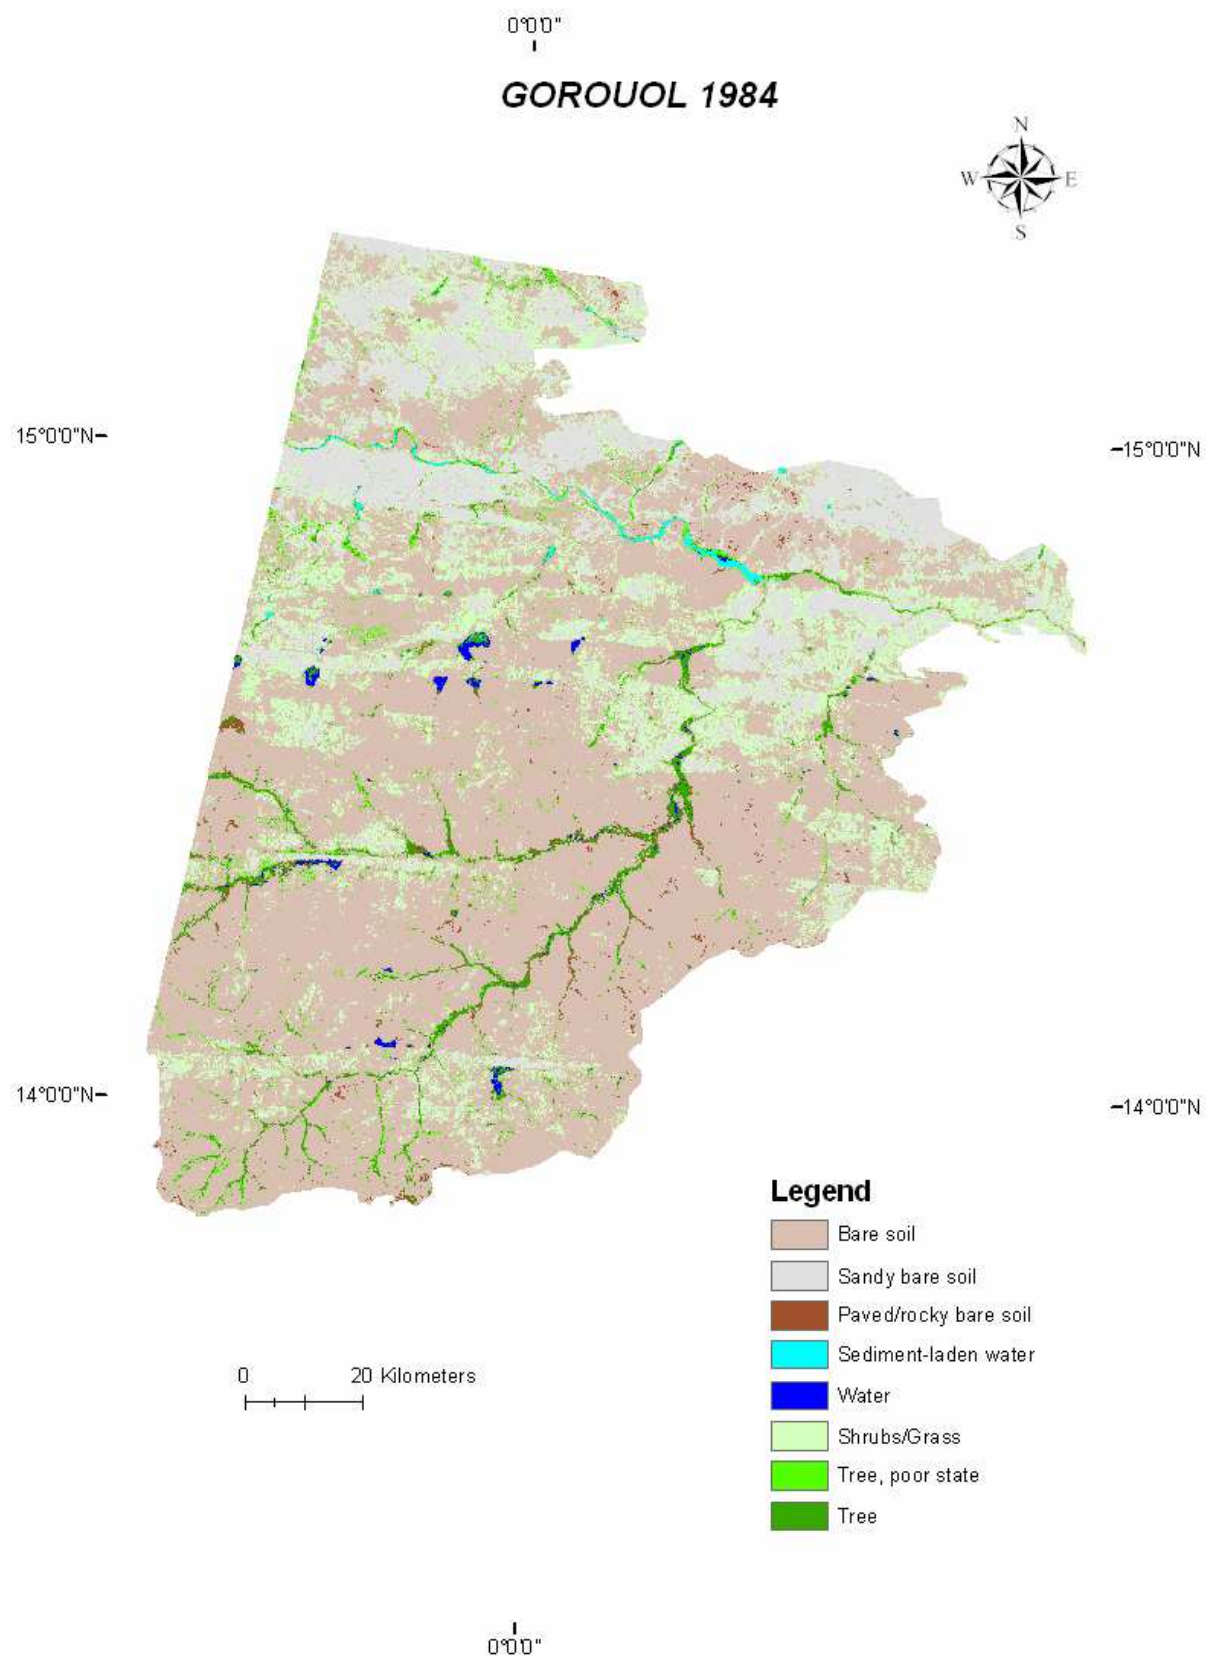 0°0'0"
GOROUOL 1984
N
W E
S
15°0'0"N
15°0'0"N
14°0'0"N
14°0'0"N
Legend
Bare soil
Sandy bare soil
Paved/rocky bare soil
Sediment-laden water
Water
Shrubs/Grass
Tree, poor state
Tree
0 20 Kilometers
0°0'0"